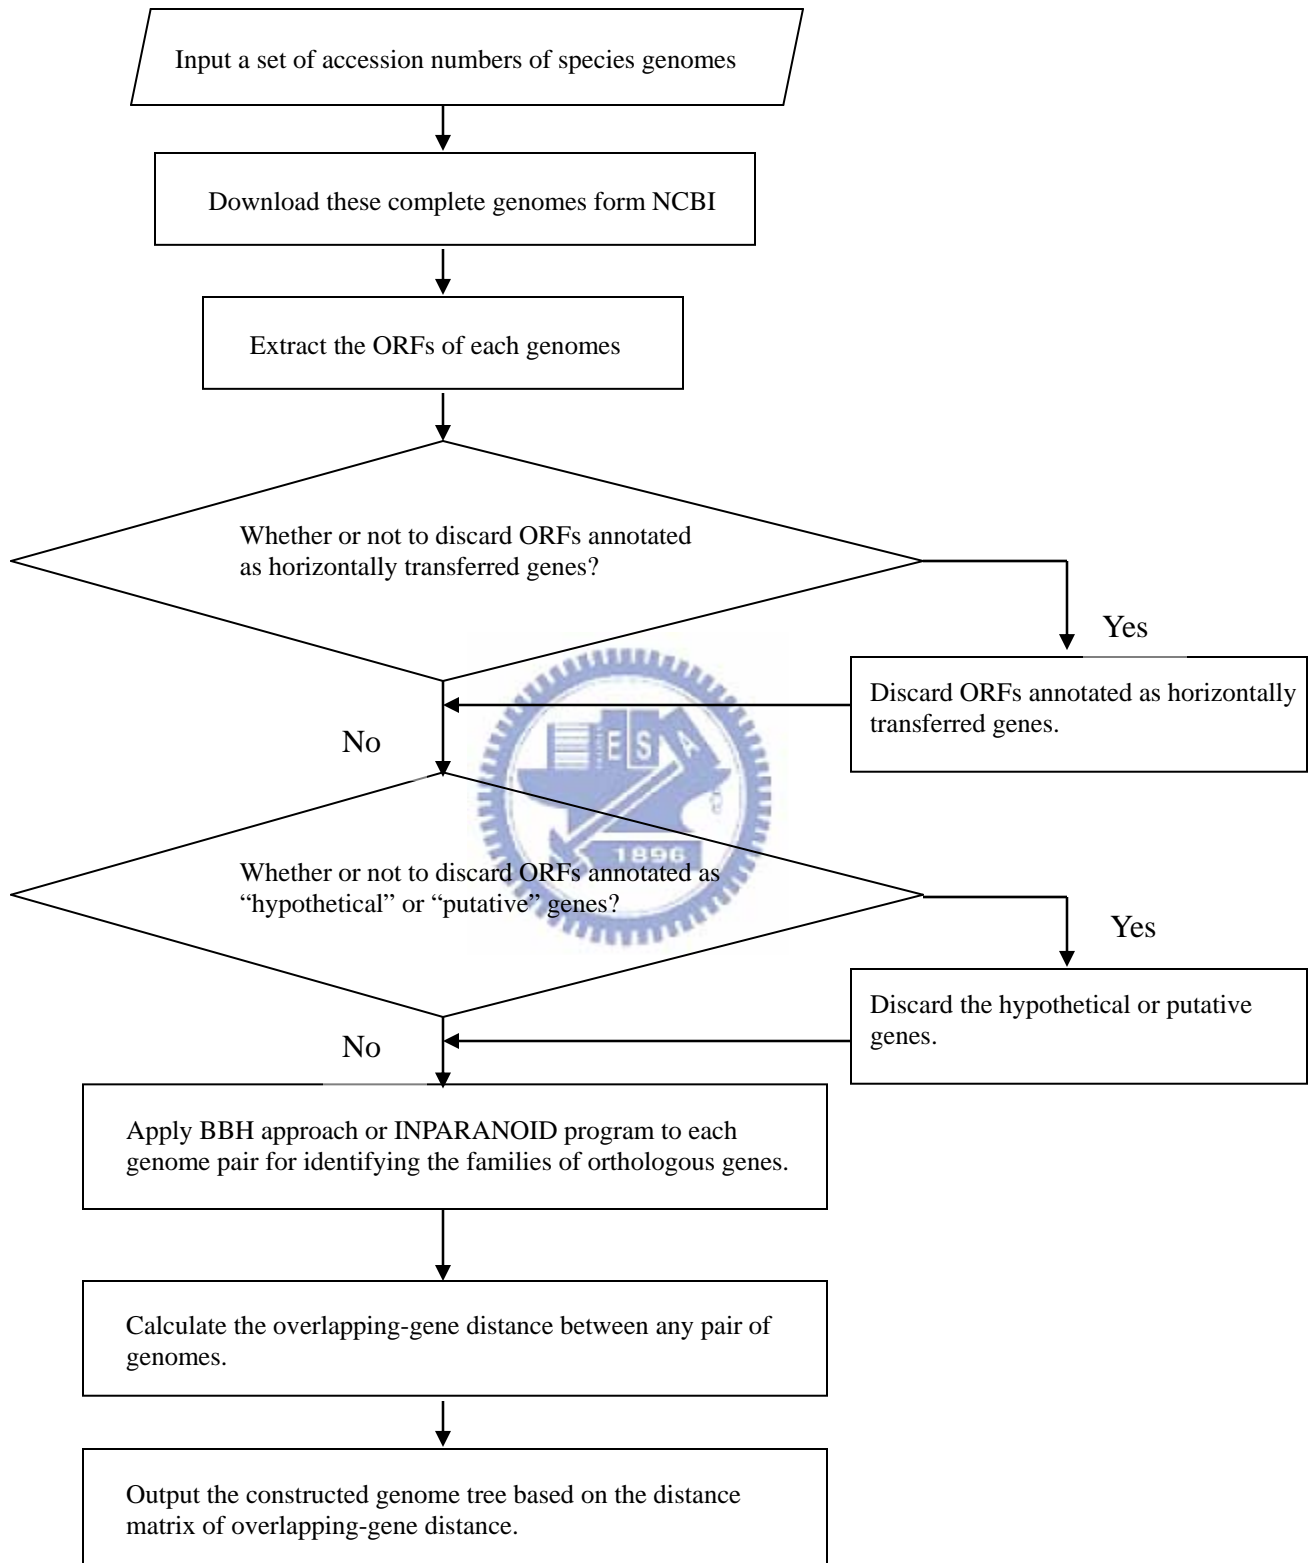 Input a set of accession numbers of species genomes
Download these complete genomes form NCBI
Extract the ORFs of each genomes
Whether or not to discard ORFs annotated
as horizontally transferred genes?
Yes
Discard ORFs annotated as horizontally
transferred genes.
No
E S A
1896
Whether or not to discard ORFs annotated as
“hypothetical” or “putative” genes?
Yes
Discard the hypothetical or putative
genes.
No
Apply BBH approach or INPARANOID program to each
genome pair for identifying the families of orthologous genes.
Calculate the overlapping-gene distance between any pair of
genomes.
Output the constructed genome tree based on the distance
matrix of overlapping-gene distance.